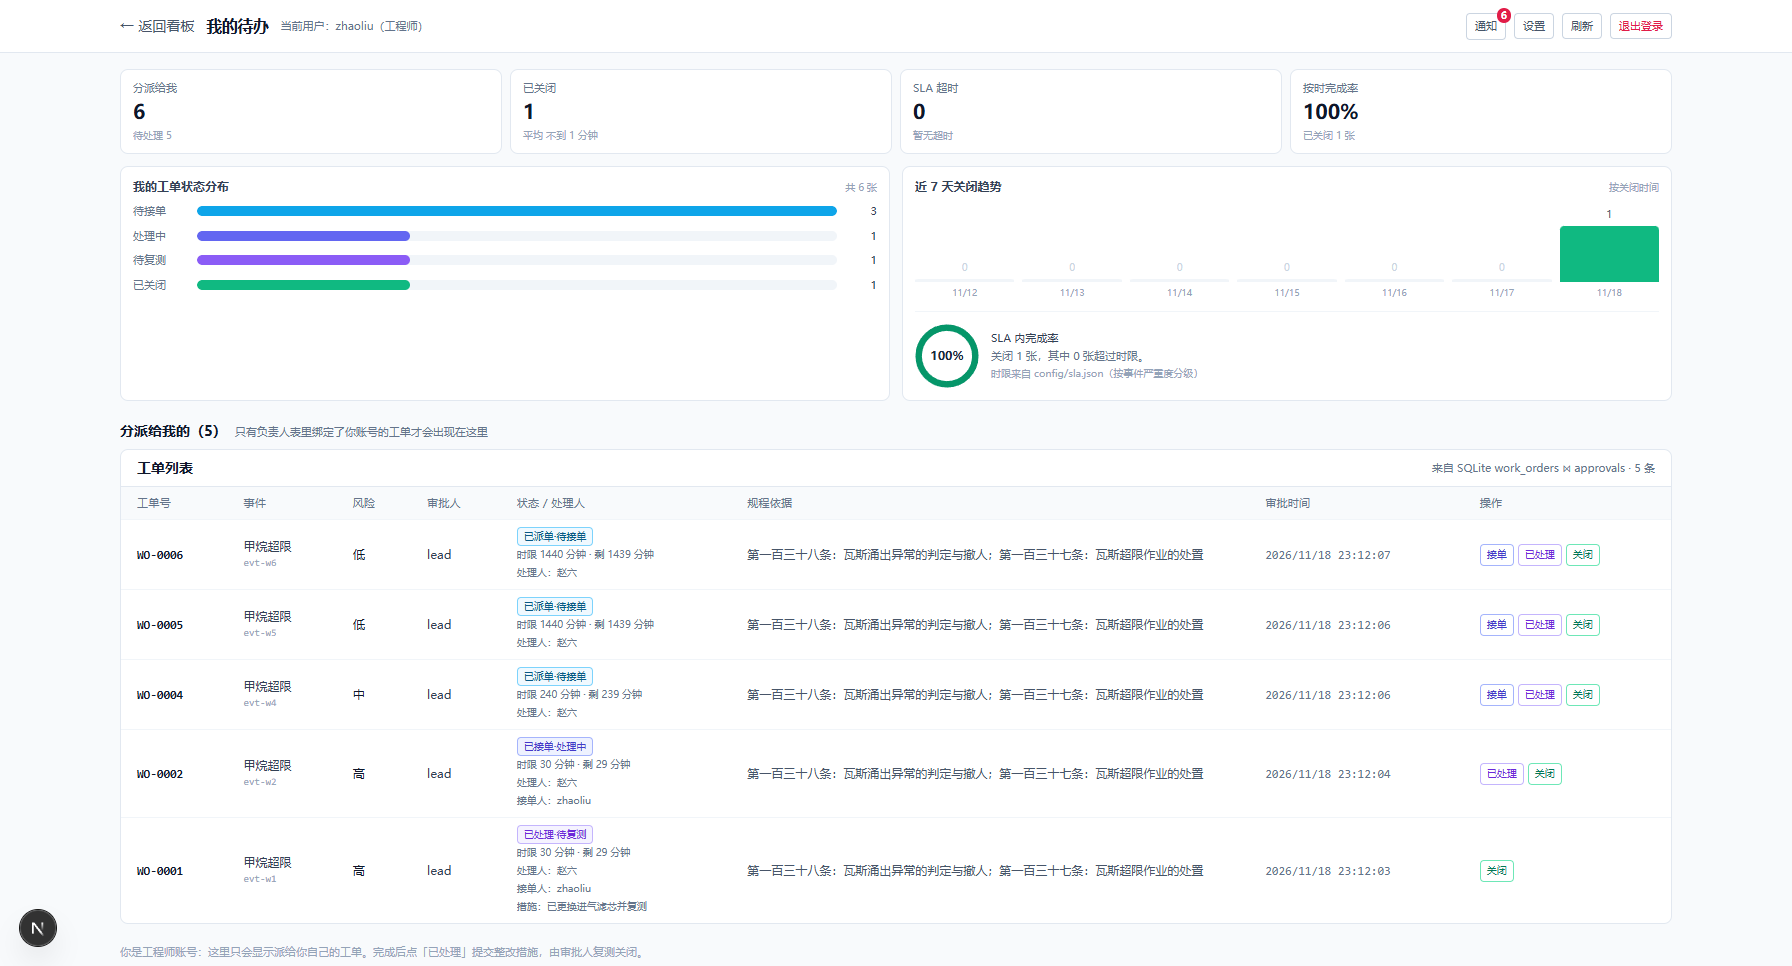 ← 返回看板 我的待办 当前用户：zhaoliu（工程师） 通知 6 设置 刷新 退出登录
分派给我 已关闭 SLA 超时 按时完成率
6 1 0 100%
待处理 5 平均 不到 1 分钟 暂无超时 已关闭 1 张
我的工单状态分布 共 6 张
待接单 3
处理中 1
待复测 1
已关闭 1
近 7 天关闭趋势 按关闭时间
0 0 0 0 0 0 1
11/12 11/13 11/14 11/15 11/16 11/17 11/18
100%
SLA 内完成率
关闭 1 张，其中 0 张超过时限。
时限来自 config/sla.json（按事件严重度分级）
分派给我的（5） 只有负责人表里绑定了你账号的工单才会出现在这里
工单列表 来自 SQLite work_orders ⋈ approvals · 5 条
工单号 事件 风险 审批人 状态 / 处理人 规程依据 审批时间 操作
已派单·待接单
WO-0006 甲烷超限 低 lead 时限 1440 分钟 · 剩 1439 分钟 第一百三十八条：瓦斯涌出异常的判定与撤人；第一百三十七条：瓦斯超限作业的处置 2026/11/18 23:12:07 接单 已处理 关闭
evt-w6 处理人：赵六
已派单·待接单
WO-0005 甲烷超限 低 lead 时限 1440 分钟 · 剩 1439 分钟 第一百三十八条：瓦斯涌出异常的判定与撤人；第一百三十七条：瓦斯超限作业的处置 2026/11/18 23:12:06 接单 已处理 关闭
evt-w5 处理人：赵六
已派单·待接单
WO-0004 甲烷超限 中 lead 时限 240 分钟 · 剩 239 分钟 第一百三十八条：瓦斯涌出异常的判定与撤人；第一百三十七条：瓦斯超限作业的处置 2026/11/18 23:12:06 接单 已处理 关闭
evt-w4 处理人：赵六
已接单·处理中
WO-0002 甲烷超限 高 lead 时限 30 分钟 · 剩 29 分钟 第一百三十八条：瓦斯涌出异常的判定与撤人；第一百三十七条：瓦斯超限作业的处置 2026/11/18 23:12:04 已处理 关闭
evt-w2 处理人：赵六
接单人：zhaoliu
已处理·待复测
时限 30 分钟 · 剩 29 分钟
WO-0001 甲烷超限 高 lead 处理人：赵六 第一百三十八条：瓦斯涌出异常的判定与撤人；第一百三十七条：瓦斯超限作业的处置 2026/11/18 23:12:03 关闭
evt-w1 接单人：zhaoliu
措施：已更换进气滤芯并复测
N
你是工程师账号：这里只会显示派给你自己的工单。完成后点「已处理」提交整改措施，由审批人复测关闭。